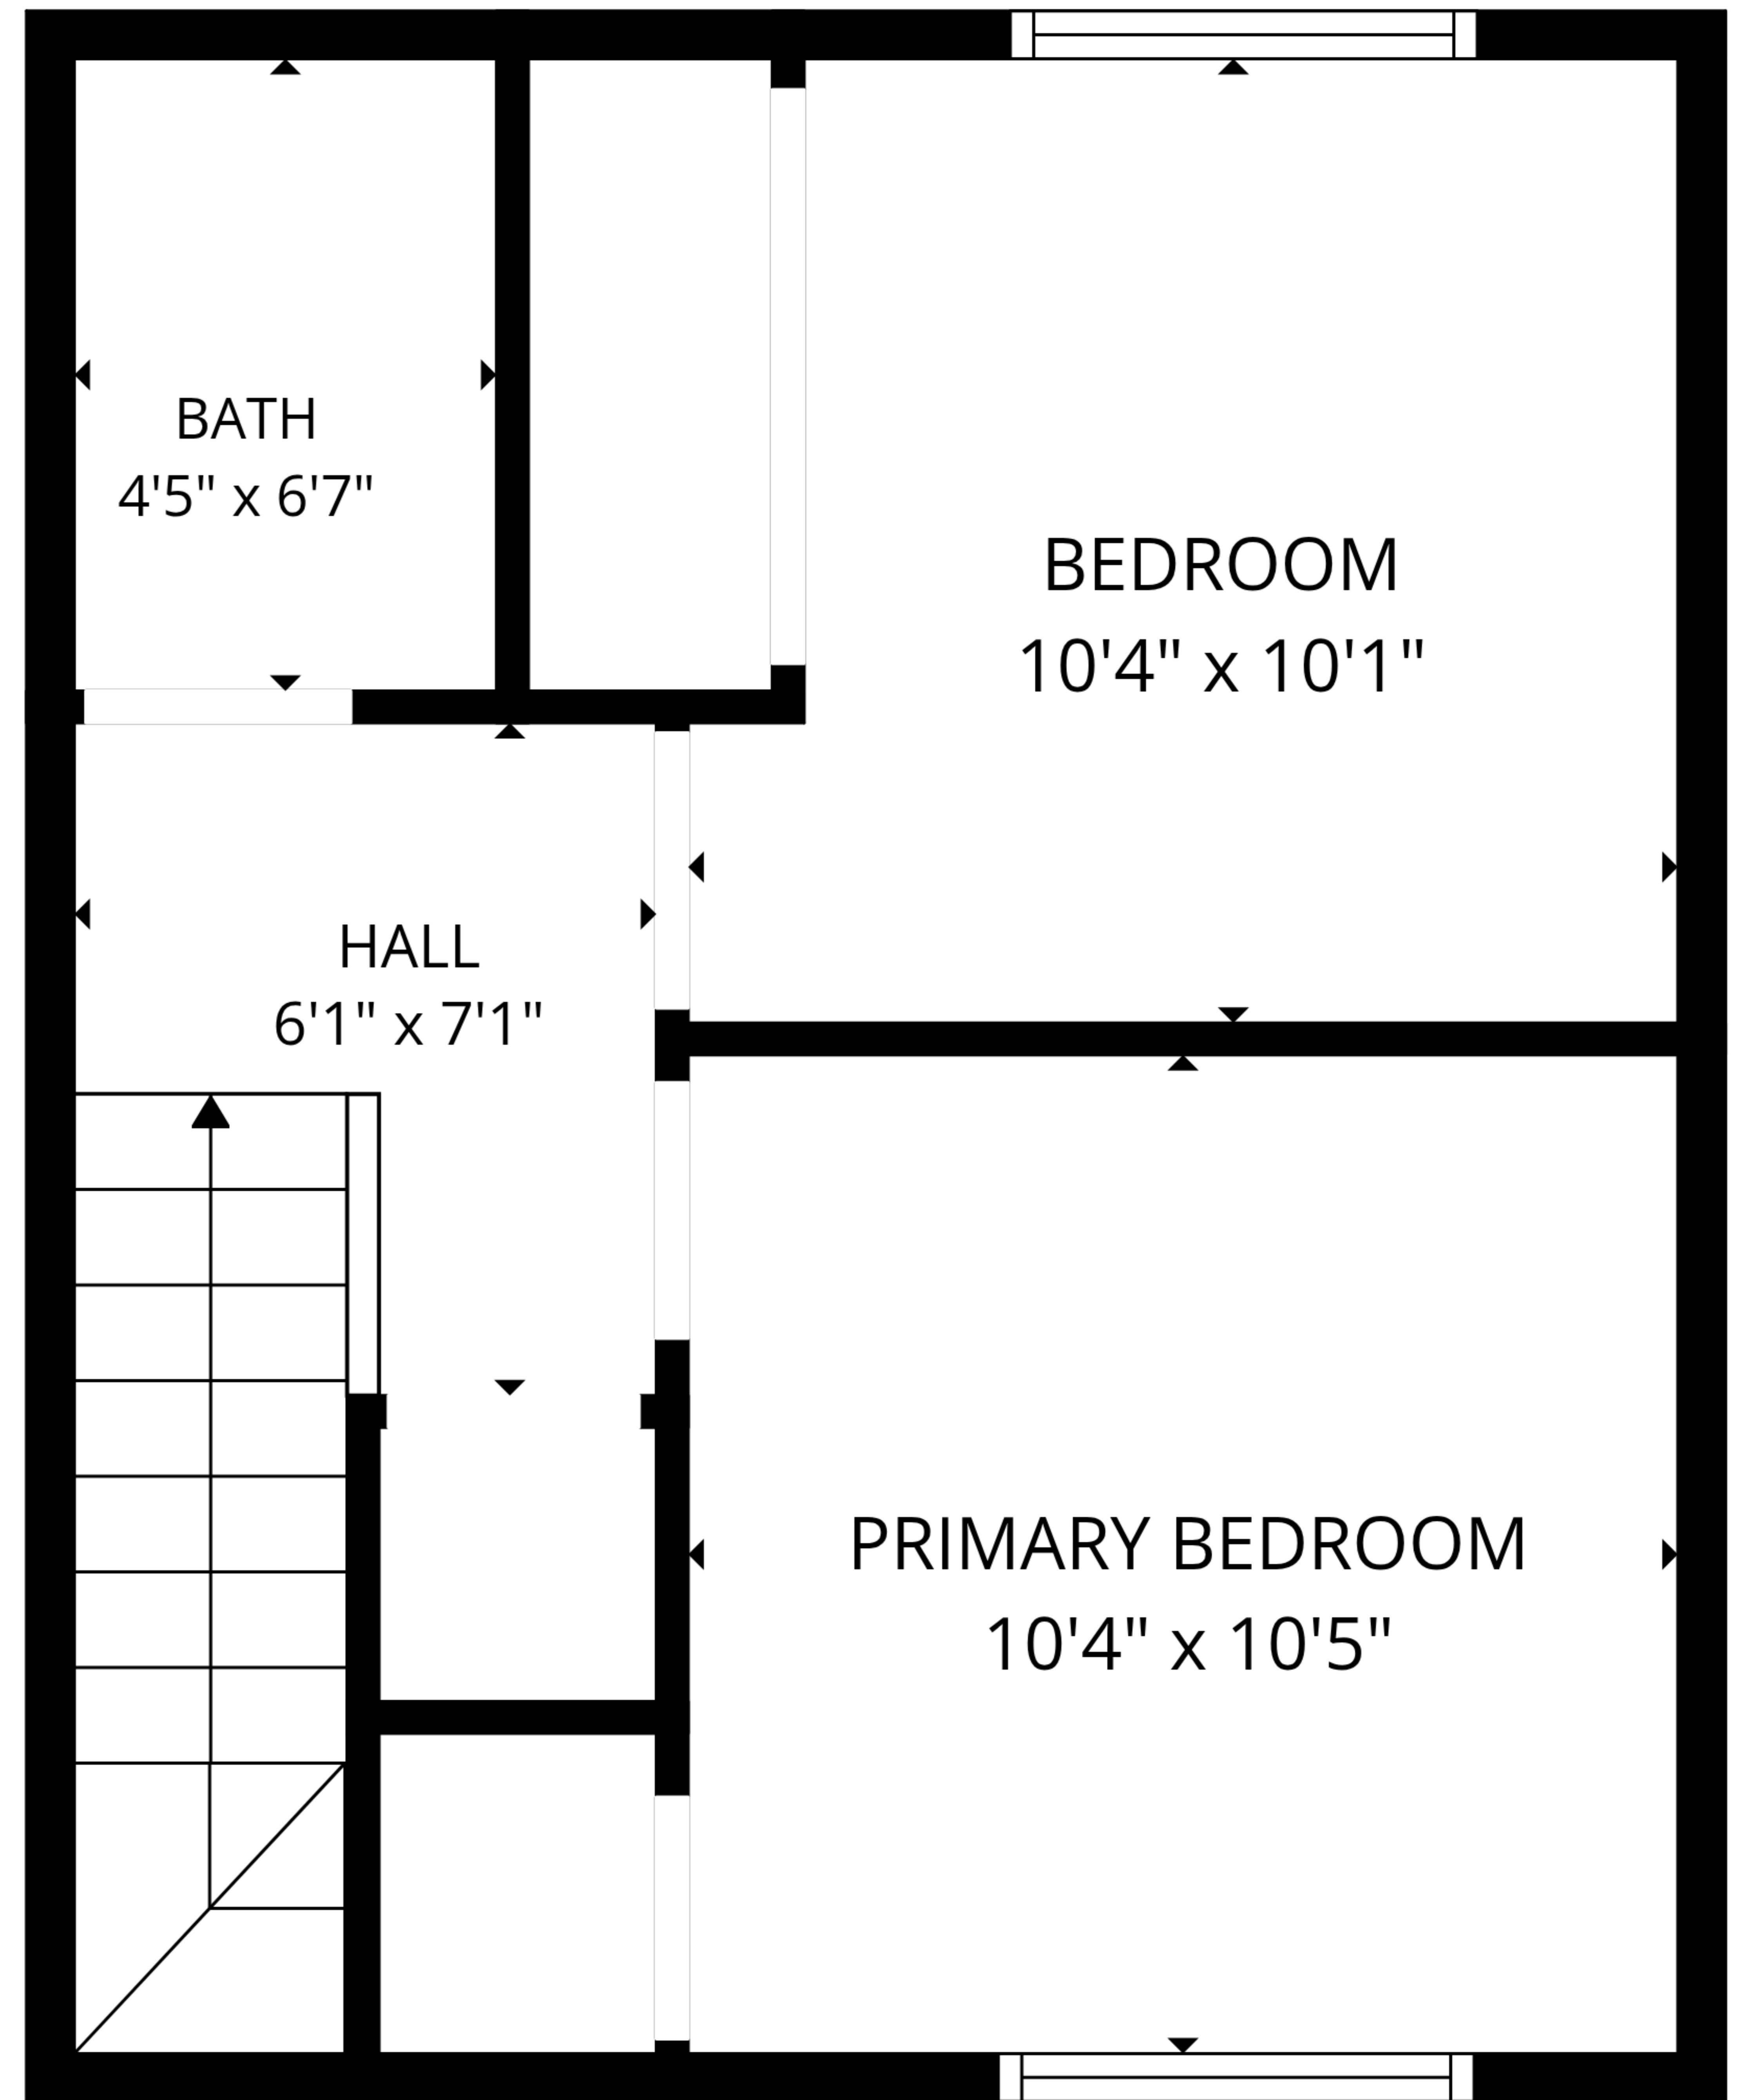 BATH
4'5" x 6'7"
BEDROOM
10'4" x 10'1"
HALL
6'1" x 7'1"
PRIMARY BEDROOM
10'4" x 10'5"